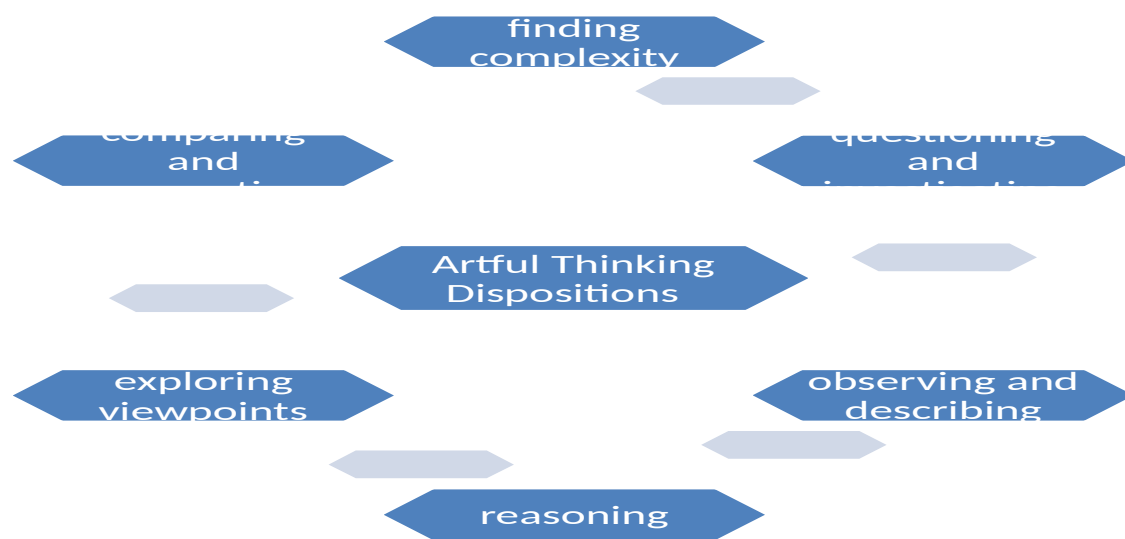 finding
complexity
comparing
and
questioning
and
Artful Thinking
Dispositions
exploring
viewpoints
observing and
describing
reasoning